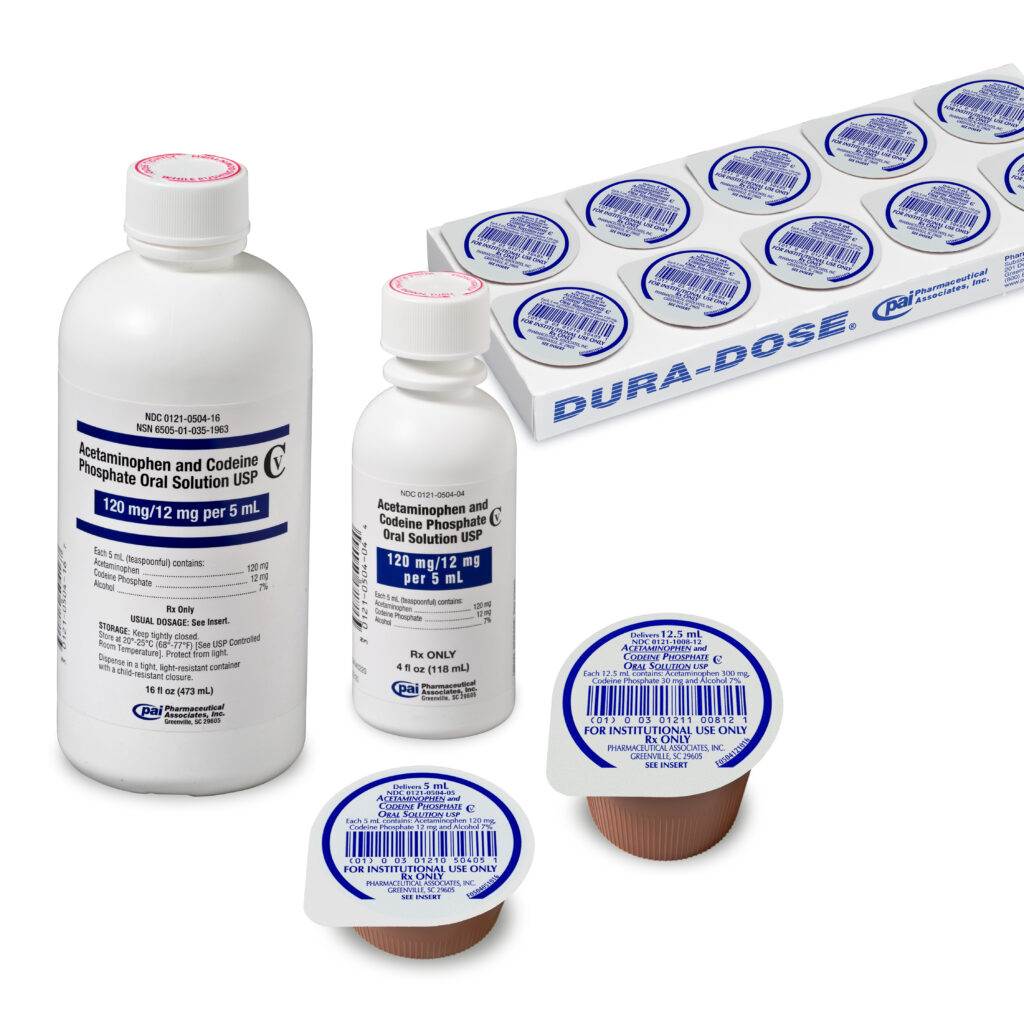 NDC 0121-0504-16
NSN 6505-01-035-1963
Acetaminophen and Codeine
Phosphate Oral Solution USP
CV
120 mg/12 mg per 5 mL
Each 5 mL (teaspoonful) contains:
Acetaminophen 120 mg
Codeine Phosphate 12 mg
Alcohol 7%
Rx Only
USUAL DOSAGE: See Insert.
STORAGE: Keep tightly closed.
Store at 20°-25°C (68°-77°F) [See USP Controlled
Room Temperature]. Protect from light.
Dispense in a tight, light-resistant container
with a child-resistant closure.
16 fl oz (473 mL)
pai Pharmaceutical
Associates, Inc.
Greenville, SC 29605
NDC 0121-0504-04
Acetaminophen and
Codeine Phosphate CV
Oral Solution USP
120 mg/12 mg
per 5 mL
Each 5 mL (teaspoonful) contains:
Acetaminophen 120 mg
Codeine Phosphate 12 mg
Alcohol 7%
Rx ONLY
4 fl oz (118 mL)
pai Pharmaceutical
Associates, Inc.
Greenville, SC 29605
DURA-DOSE®
pai Pharmaceutical
Associates, Inc.
FOR INSTITUTIONAL USE ONLY
Rx ONLY
SEE INSERT
Delivers 12.5 mL
NDC 0121-1008-12
ACETAMINOPHEN and
CODEINE PHOSPHATE CV
ORAL SOLUTION USP
Each 12.5 mL contains: Acetaminophen 300 mg,
Codeine Phosphate 30 mg and Alcohol 7%
(01) 0 03 01211 00812 1
FOR INSTITUTIONAL USE ONLY
Rx ONLY
PHARMACEUTICAL ASSOCIATES, INC.
GREENVILLE, SC 29605
SEE INSERT
F0504121016
Delivers 5 mL
NDC 0121-0504-05
ACETAMINOPHEN and
CODEINE PHOSPHATE CV
ORAL SOLUTION USP
Each 5 mL contains: Acetaminophen 120 mg,
Codeine Phosphate 12 mg and Alcohol 7%
(01) 0 03 01210 50405 1
FOR INSTITUTIONAL USE ONLY
Rx ONLY
PHARMACEUTICAL ASSOCIATES, INC.
GREENVILLE, SC 29605
SEE INSERT
F0504051016